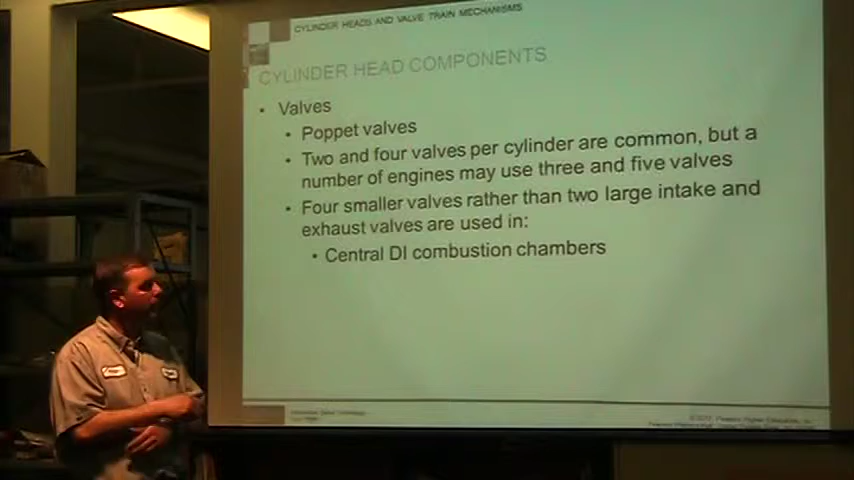 CYLINDER HEADS AND VALVE TRAIN MECHANISMS
CYLINDER HEAD COMPONENTS
• Valves
• Poppet valves
• Two and four valves per cylinder are common, but a
number of engines may use three and five valves
• Four smaller valves rather than two large intake and
exhaust valves are used in:
• Central DI combustion chambers